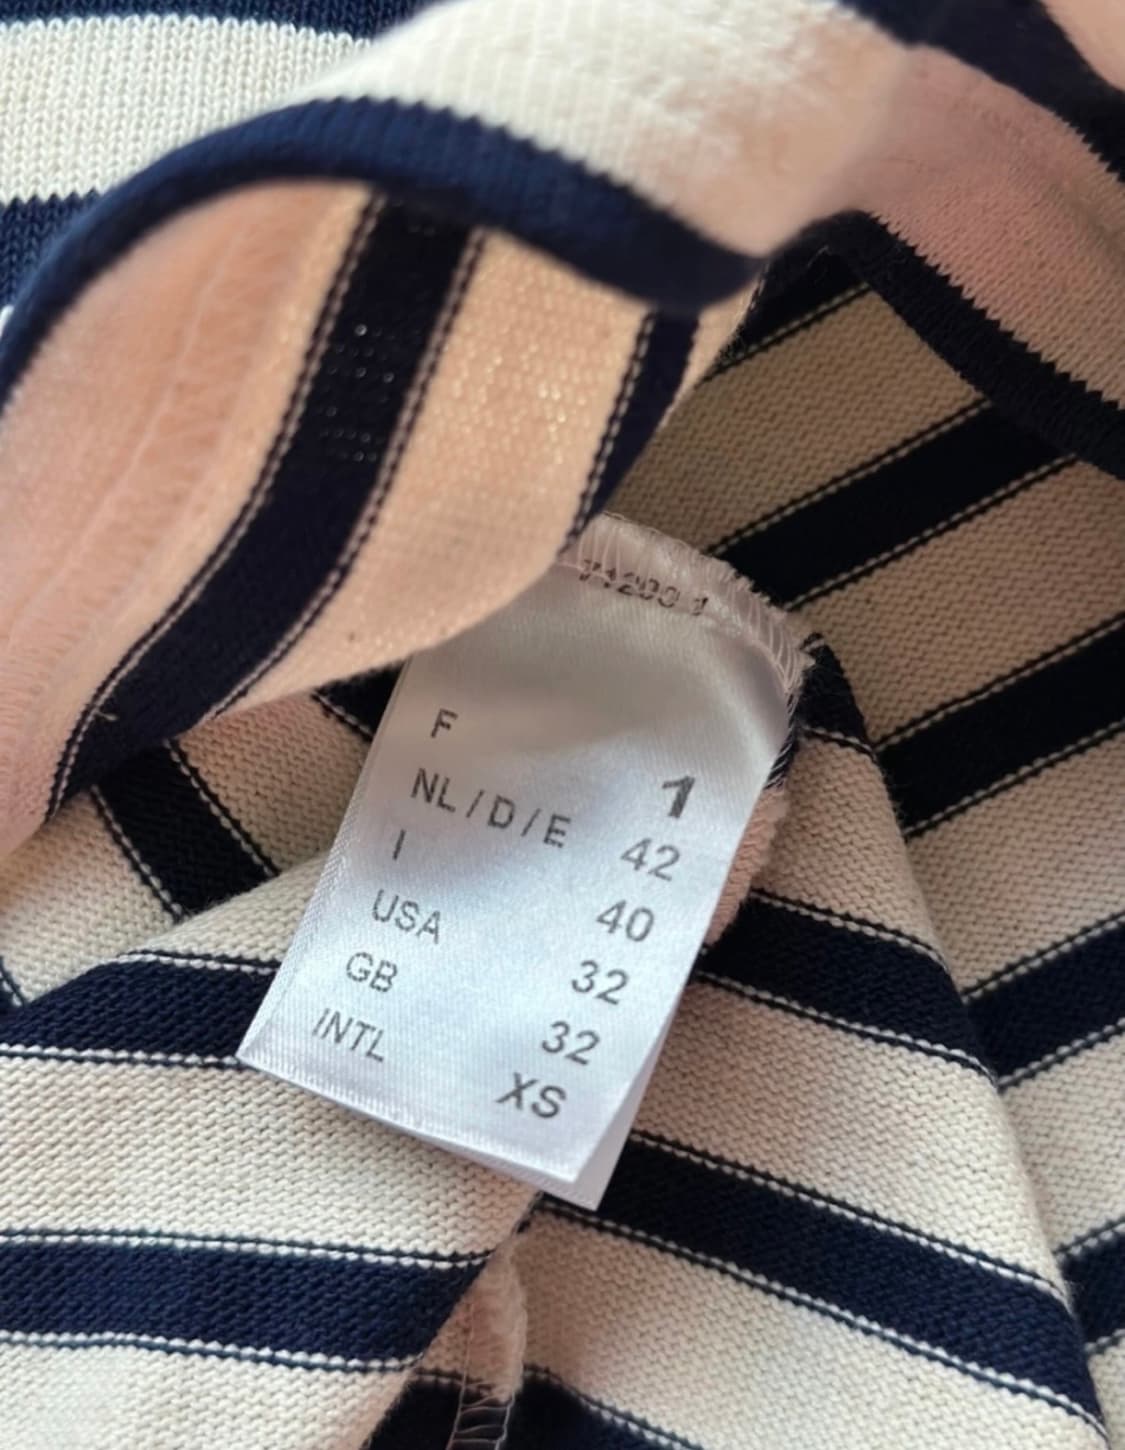 F 1
NL / D / E 42
I 40
USA 32
GB 32
INTL XS